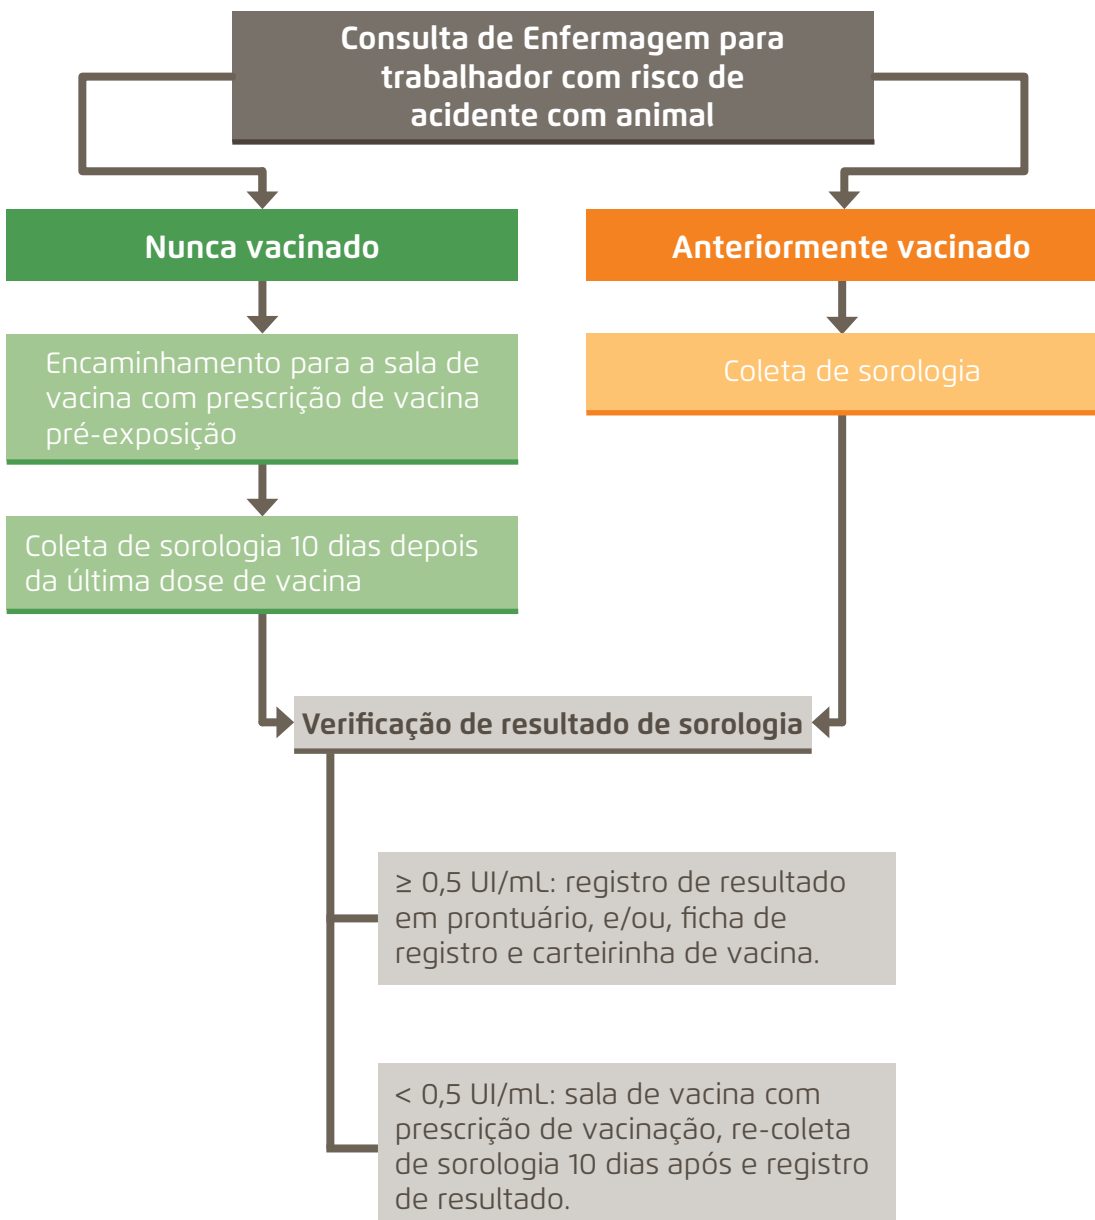 Consulta de Enfermagem para
trabalhador com risco de
acidente com animal
Nunca vacinado
Anteriormente vacinado
Encaminhamento para a sala de
vacina com prescrição de vacina
pré-exposição
Coleta de sorologia
Coleta de sorologia 10 dias depois
da última dose de vacina
Verificação de resultado de sorologia
≥ 0,5 UI/mL: registro de resultado
em prontuário, e/ou, ficha de
registro e carteirinha de vacina.
< 0,5 UI/mL: sala de vacina com
prescrição de vacinação, re-coleta
de sorologia 10 dias após e registro
de resultado.